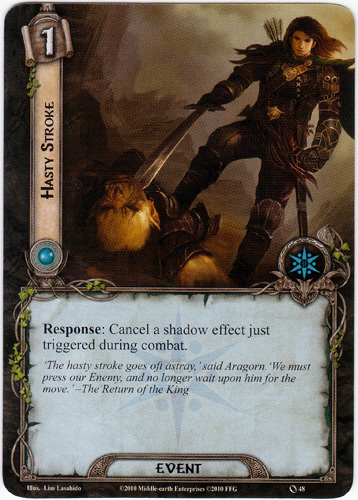 1
HASTY STROKE
Response: Cancel a shadow effect just
triggered during combat.
‘The hasty stroke goes oft astray,’ said Aragorn. ‘We must
press our Enemy, and no longer wait upon him for the
move.’ –The Return of the King
EVENT
Illus. Lim Lasahido ©2010 Middle-earth Enterprises ©2010 FFG 48